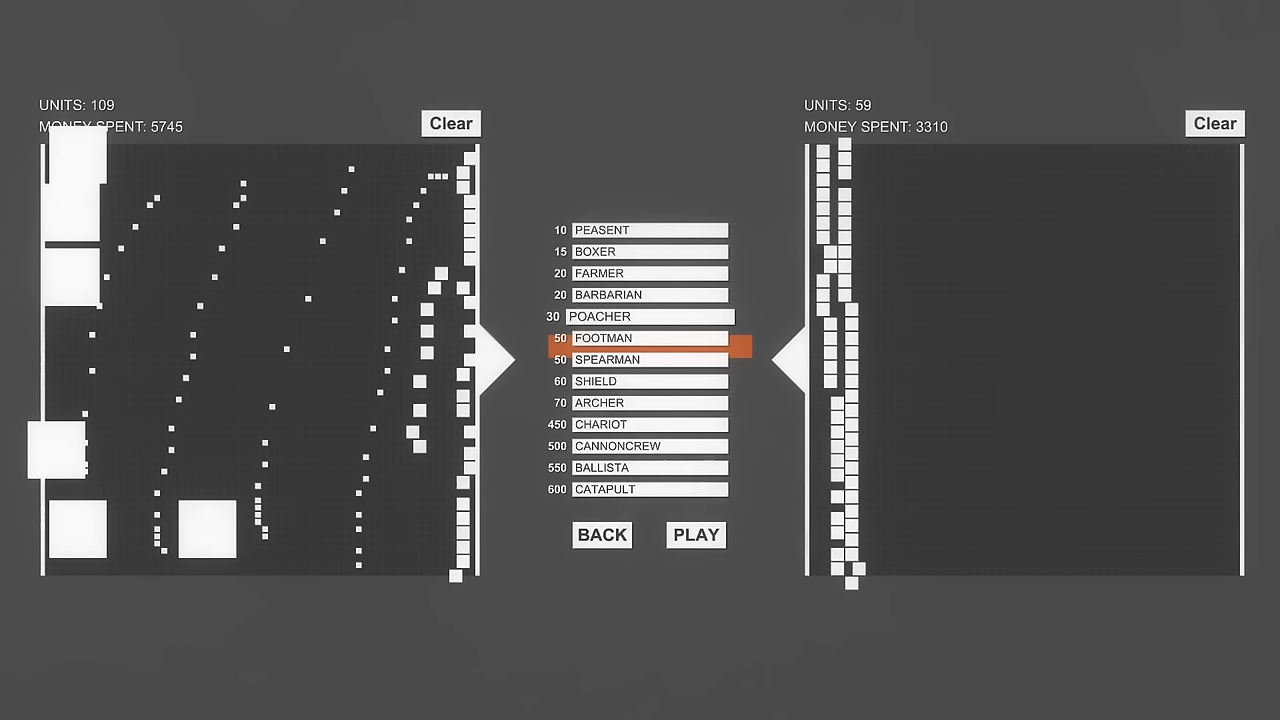 UNITS: 109
MONEY SPENT: 5745
Clear
UNITS: 59
MONEY SPENT: 3310
Clear
10 PEASENT
15 BOXER
20 FARMER
20 BARBARIAN
30 POACHER
50 FOOTMAN
50 SPEARMAN
60 SHIELD
70 ARCHER
450 CHARIOT
500 CANNONCREW
550 BALLISTA
600 CATAPULT
BACK
PLAY